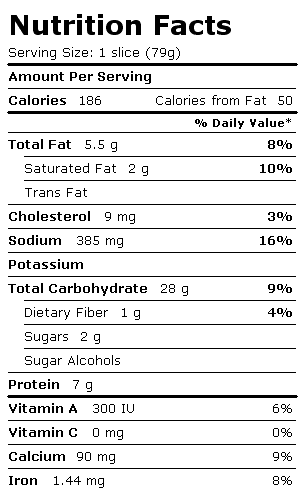 Nutrition Facts
Serving Size: 1 slice (79g)
Amount Per Serving
Calories 186 Calories from Fat 50
% Daily Value*
Total Fat 5.5 g 8%
Saturated Fat 2 g 10%
Trans Fat
Cholesterol 9 mg 3%
Sodium 385 mg 16%
Potassium
Total Carbohydrate 28 g 9%
Dietary Fiber 1 g 4%
Sugars 2 g
Sugar Alcohols
Protein 7 g
Vitamin A 300 IU 6%
Vitamin C 0 mg 0%
Calcium 90 mg 9%
Iron 1.44 mg 8%